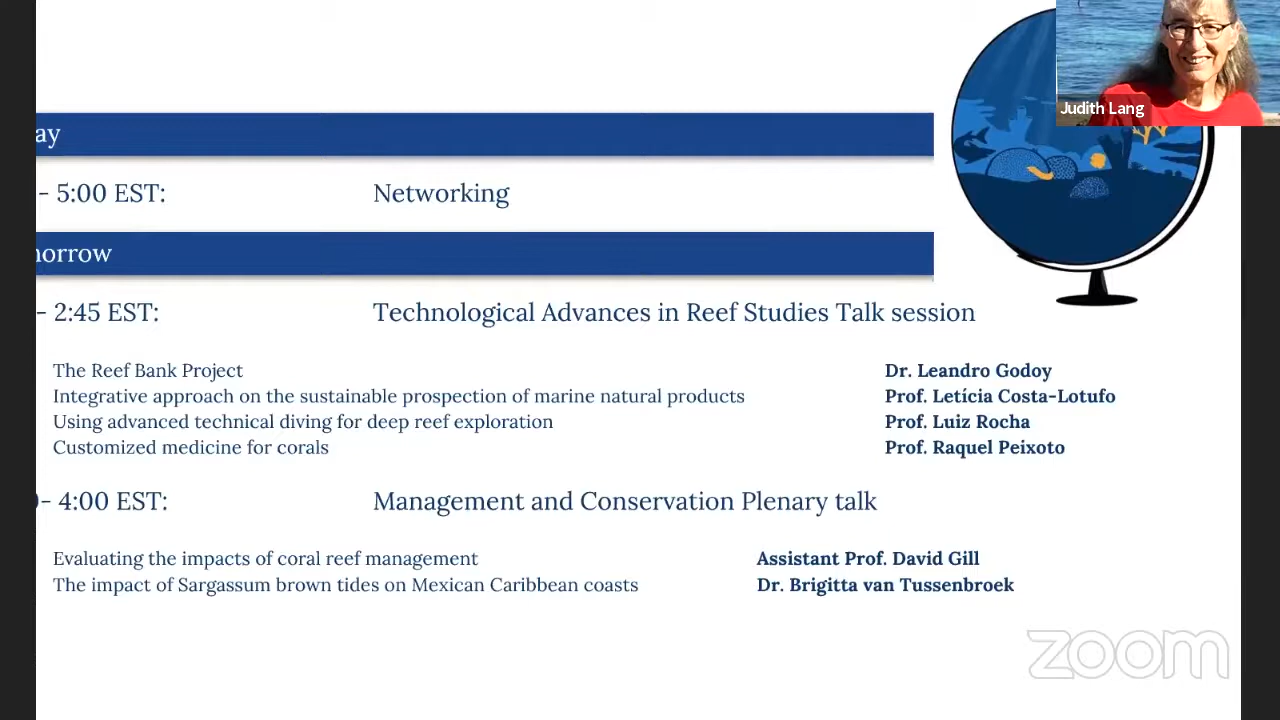 Judith Lang
ay
- 5:00 EST: Networking
norrow
- 2:45 EST: Technological Advances in Reef Studies Talk session
The Reef Bank Project Dr. Leandro Godoy
Integrative approach on the sustainable prospection of marine natural products Prof. Letícia Costa-Lotufo
Using advanced technical diving for deep reef exploration Prof. Luiz Rocha
Customized medicine for corals Prof. Raquel Peixoto
- 4:00 EST: Management and Conservation Plenary talk
Evaluating the impacts of coral reef management Assistant Prof. David Gill
The impact of Sargassum brown tides on Mexican Caribbean coasts Dr. Brigitta van Tussenbroek
zoom